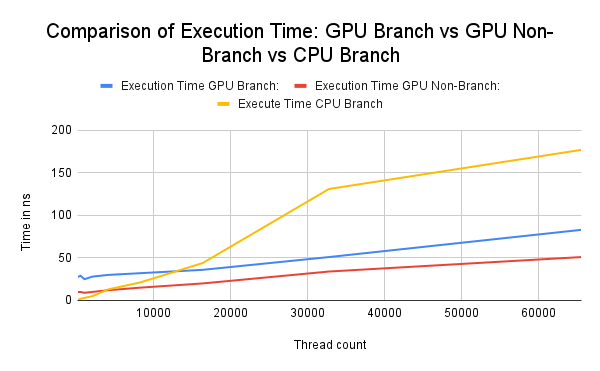 Comparison of Execution Time: GPU Branch vs GPU Non-
Branch vs CPU Branch
Execution Time GPU Branch:
Execution Time GPU Non-Branch:
Execute Time CPU Branch
Time in ns
200
150
100
50
0
10000
20000
30000
40000
50000
60000
Thread count